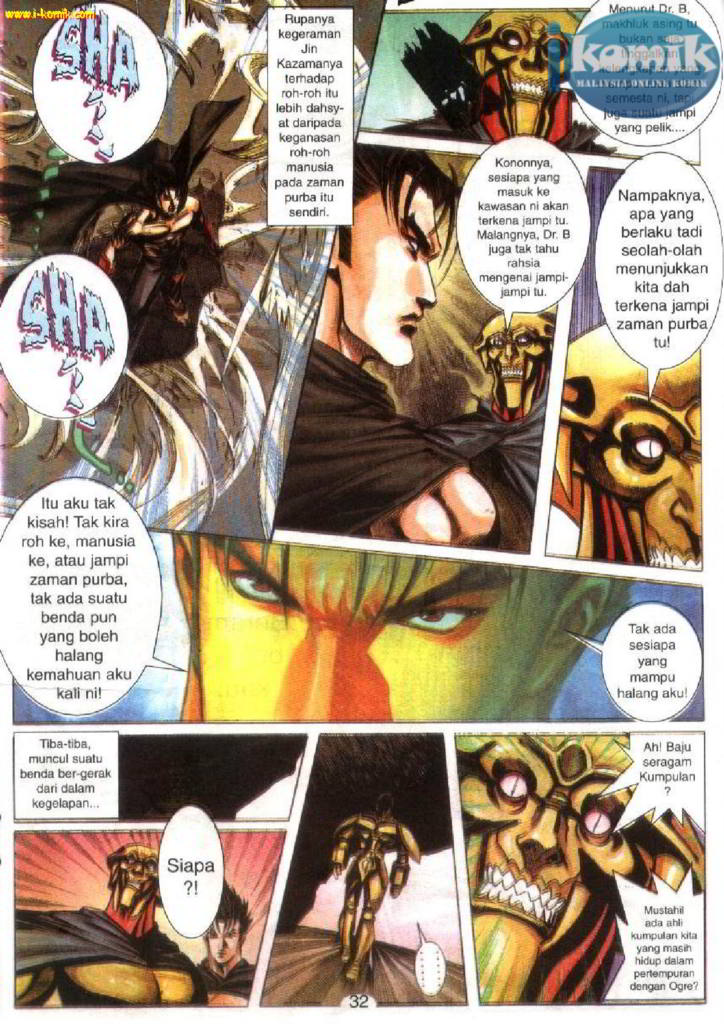 www.i-komik.com
SHA
Rupanya
kegeraman
Jin
Kazamanya
terhadap
roh-roh itu
lebih dahsy-
at daripada
keganasan
roh-roh
manusia
pada zaman
purba itu
sendiri.
Menurut Dr. B,
makhluk asing tu
bukan
semesta ni, tapi
juga suatu jampi
yang pelik....
ikomik
MALAYSIA ONLINE KOMIK
Kononnya,
sesiapa yang
masuk ke
kawasan ni akan
terkena jampi tu.
Malangnya, Dr. B
juga tak tahu
rahsia
mengenai jampi-
jampi tu.
Nampaknya,
apa yang
berlaku tadi
seolah-olah
menunjukkan
kita dah
terkena jampi
zaman purba
tu!
SHA
Itu aku tak
kisah! Tak kira
roh ke, manusia
ke, atau jampi
zaman purba,
tak ada suatu
benda pun
yang boleh
halang
kemahuan aku
kali ni!
Tak ada
sesiapa
yang
mampu
halang aku!
Tiba-tiba,
muncul suatu
benda ber-gerak
dari dalam
kegelapan...
Siapa
?!
Ah! Baju
seragam
Kumpulan
?
Mustahil
ada ahli
kumpulan kita
yang masih
hidup dalam
pertempuran
dengan Ogre?
32